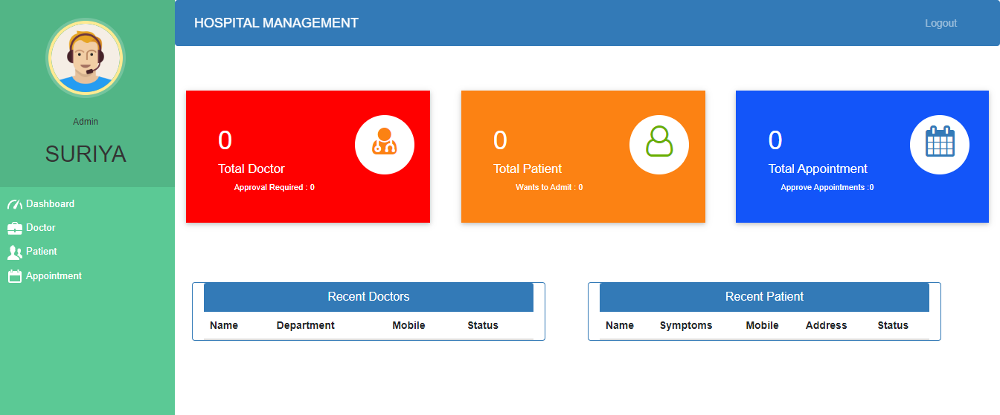 HOSPITAL MANAGEMENT
Logout
Admin
SURIYA
Dashboard
Doctor
Patient
Appointment
0
Total Doctor
Approval Required : 0
0
Total Patient
Wants to Admit : 0
0
Total Appointment
Approve Appointments :0
Recent Doctors
Name Department Mobile Status
Recent Patient
Name Symptoms Mobile Address Status